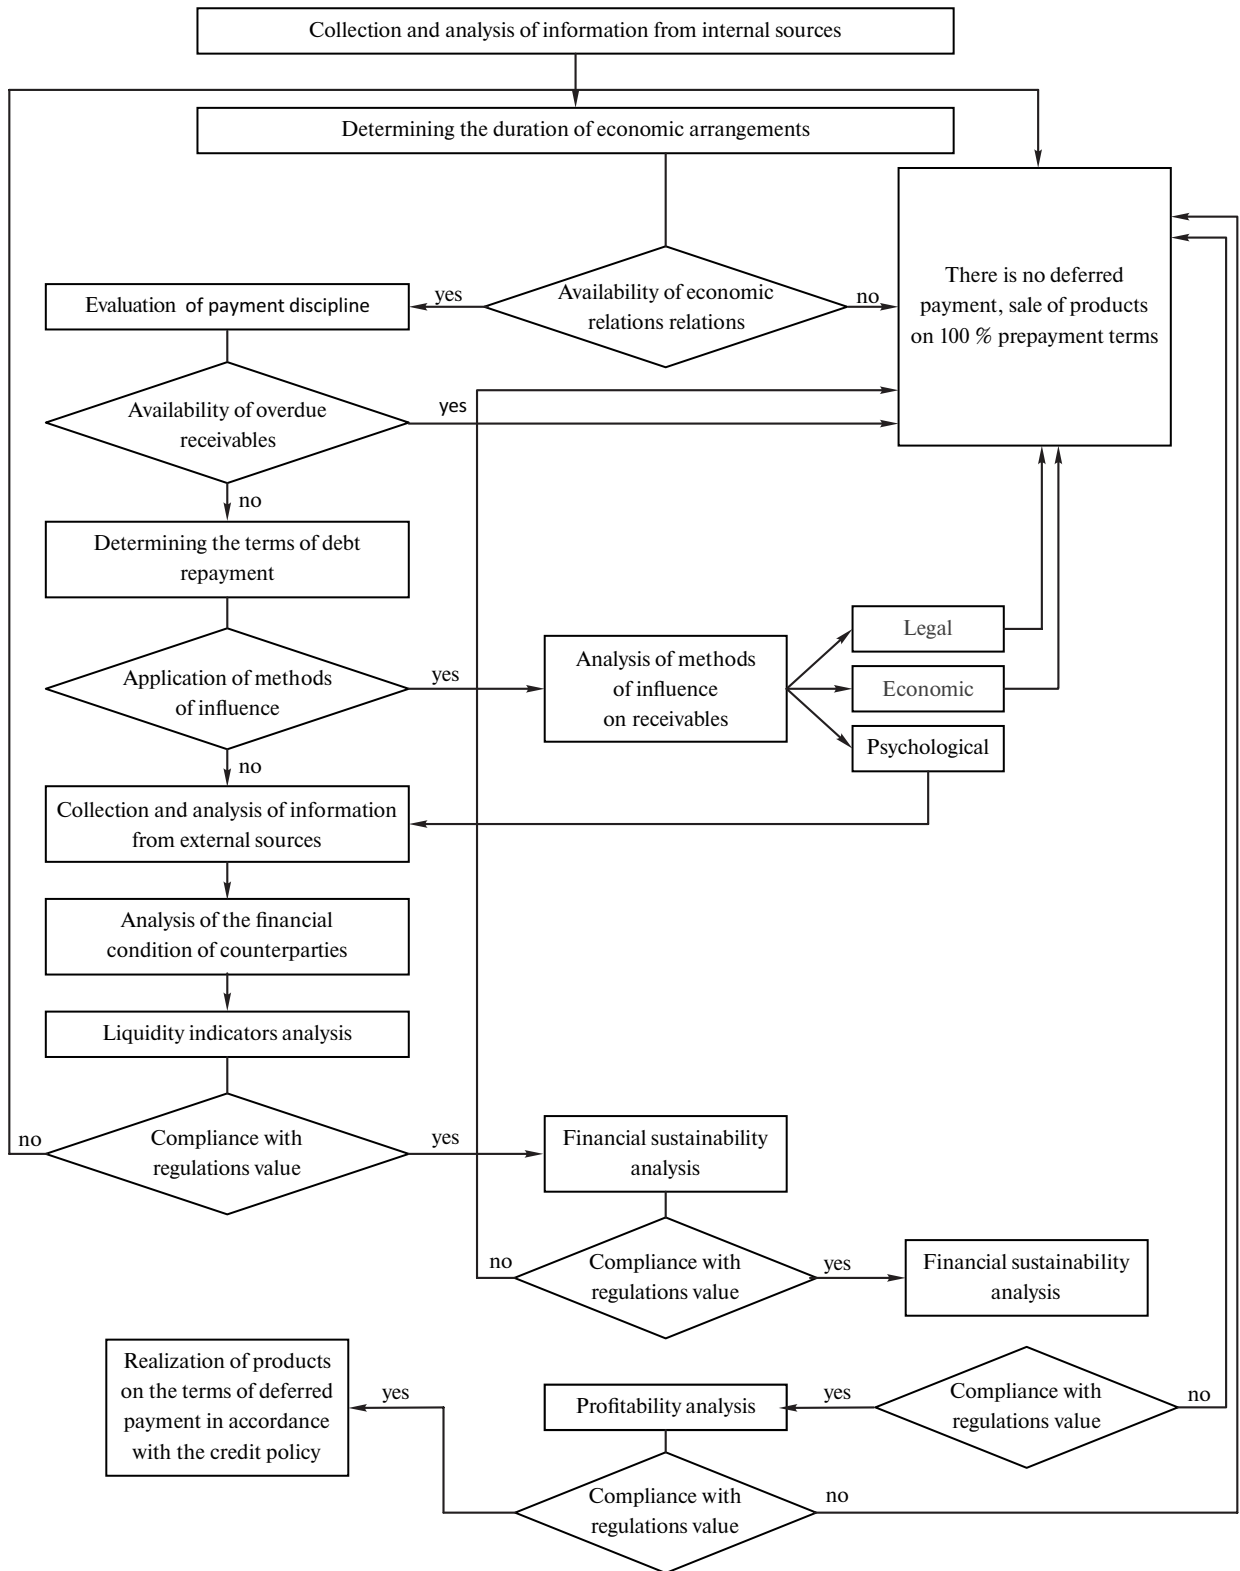 Collection and analysis of information from internal sources
Determining the duration of economic arrangements
There is no deferred
payment, sale of products
on 100 % prepayment terms
Availability of economic
relations relations
yes
no
Evaluation of payment discipline
Availability of overdue
receivables
yes
no
Determining the terms of debt
repayment
Application of methods
of influence
yes
no
Analysis of methods
of influence
on receivables
Legal
Economic
Psychological
Collection and analysis of information
from external sources
Analysis of the financial
condition of counterparties
Liquidity indicators analysis
no
Compliance with
regulations value
yes
Financial sustainability
analysis
no
Compliance with
regulations value
yes
Financial sustainability
analysis
Realization of products
on the terms of deferred
payment in accordance
with the credit policy
yes
Profitability analysis
yes
Compliance with
regulations value
no
Compliance with
regulations value
no